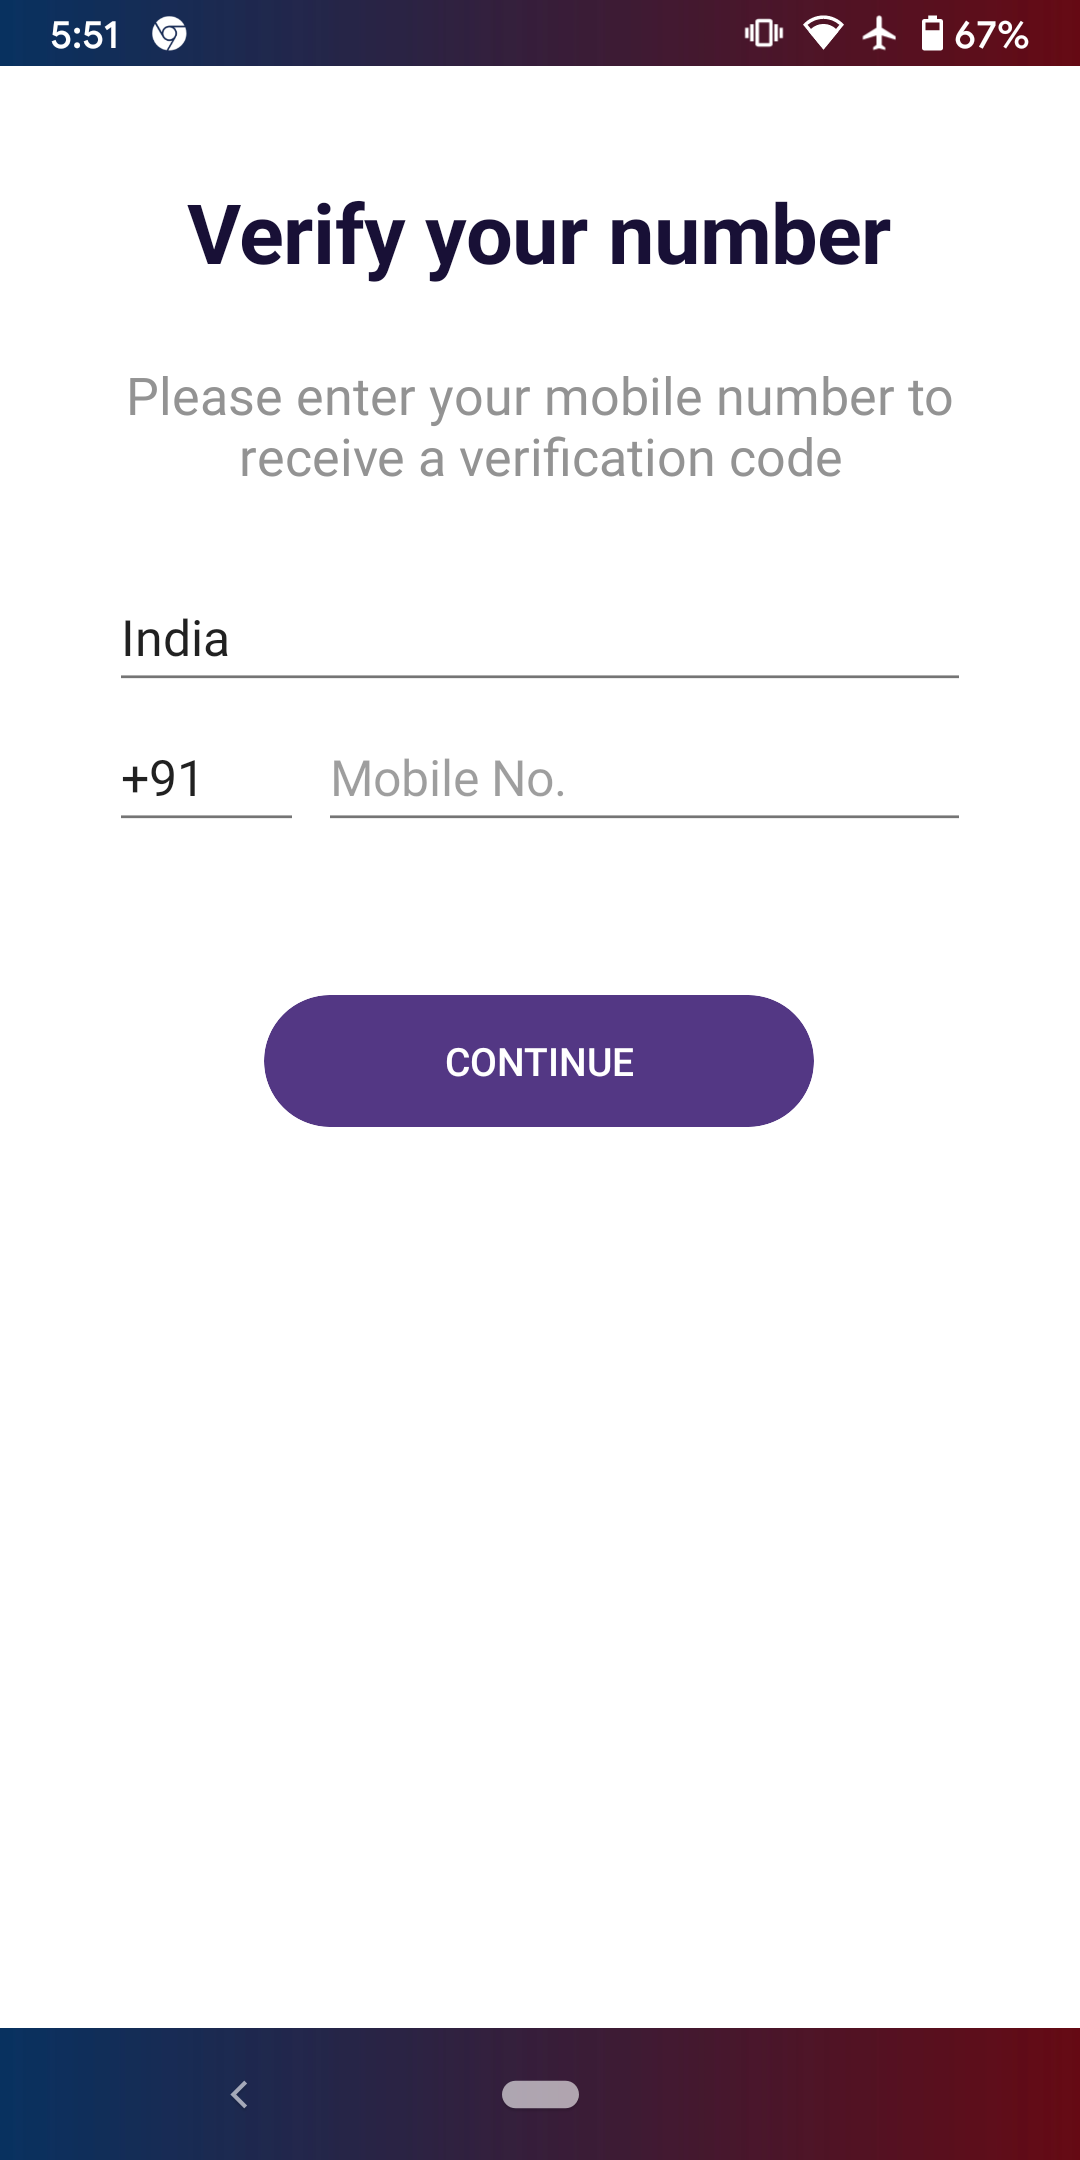 5:51 67%
Verify your number
Please enter your mobile number to
receive a verification code
India
+91 Mobile No.
CONTINUE